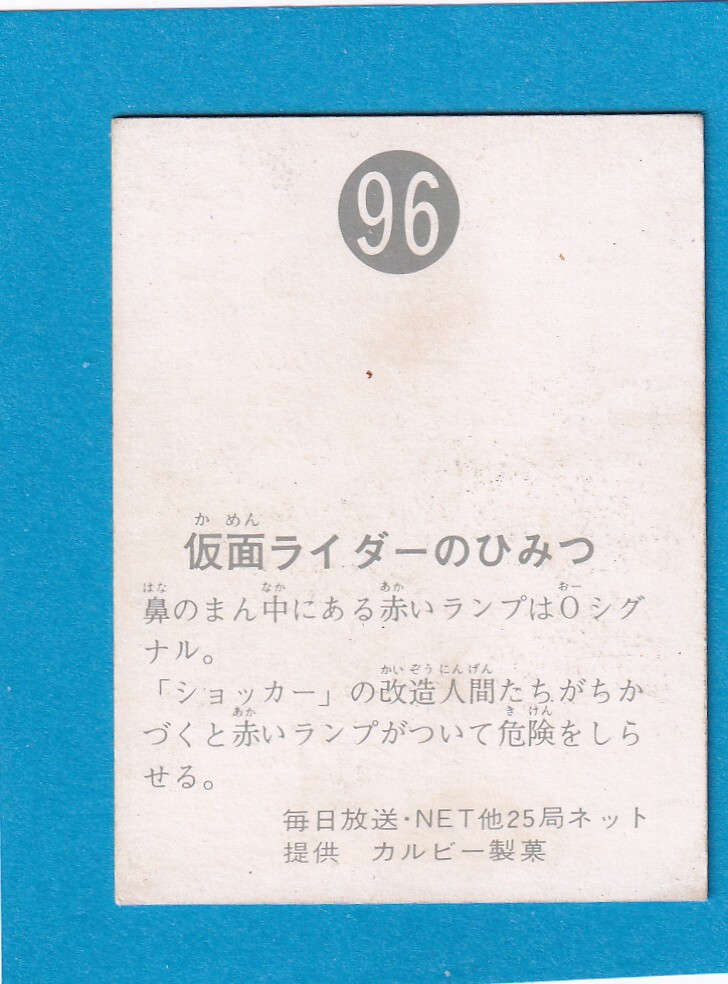 96
かめん
仮面ライダーのひみつ
はな なか あか おー
鼻のまん中にある赤いランプはOシグ
ナル。
かいぞうにんげん
「ショッカー」の改造人間たちがちか
あか き けん
づくと赤いランプがついて危険をしら
せる。
毎日放送・NET他25局ネット
提供 カルビー製菓